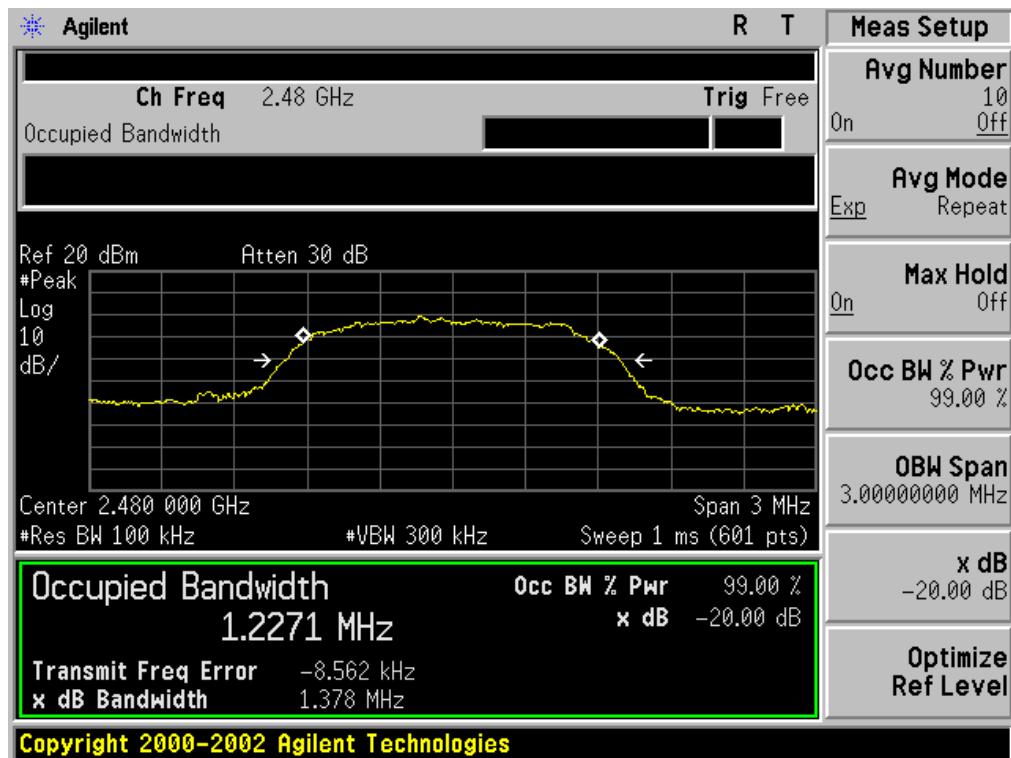 Agilent R T
Ch Freq 2.48 GHz Trig Free
Occupied Bandwidth
Ref 20 dBm Atten 30 dB
#Peak
Log
10
dB/
Center 2.480 000 GHz Span 3 MHz
#Res BW 100 kHz #VBW 300 kHz Sweep 1 ms (601 pts)
Occupied Bandwidth Occ BW % Pwr 99.00 %
1.2271 MHz x dB -20.00 dB
Transmit Freq Error -8.562 kHz
x dB Bandwidth 1.378 MHz
Copyright 2000-2002 Agilent Technologies
Meas Setup
Avg Number
10
On Off
Avg Mode
Exp Repeat
Max Hold
On Off
Occ BW % Pwr
99.00 %
OBW Span
3.00000000 MHz
x dB
-20.00 dB
Optimize
Ref Level